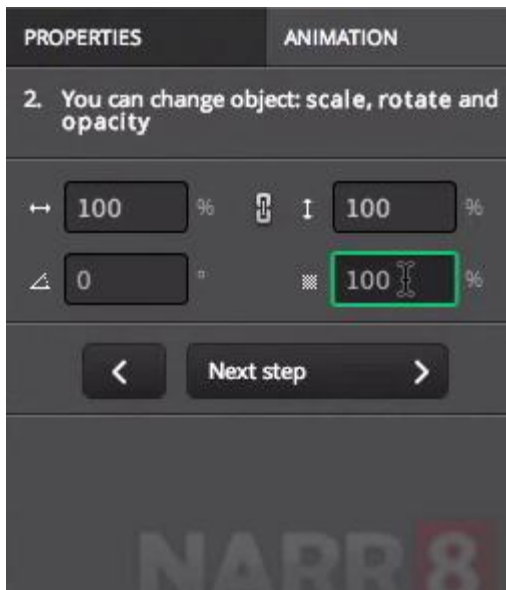 PROPERTIES ANIMATION
2. You can change object: scale, rotate and
opacity
100 % 100 %
0 ° 100 %
Next step
NARR8